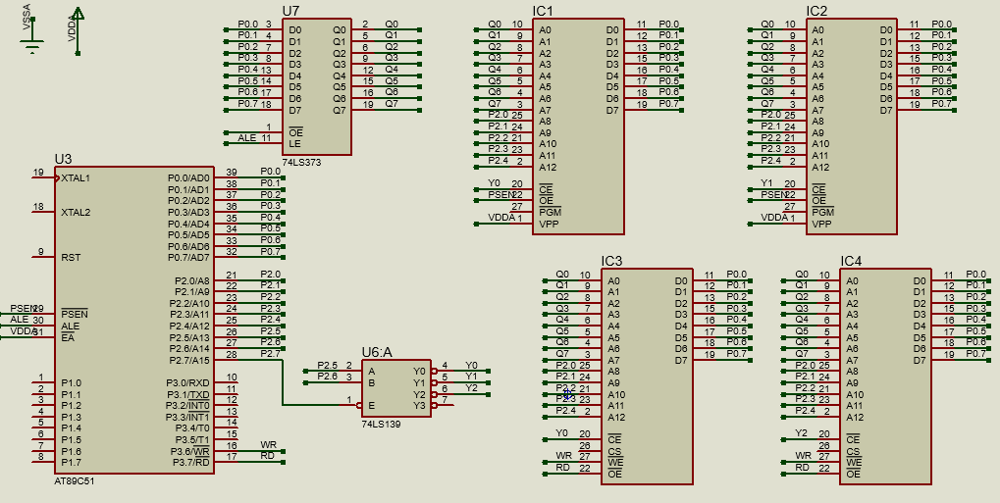 VSSA
VDDA
U7
P0.0 3 D0 Q0 2 Q0
P0.1 4 D1 Q1 5 Q1
P0.2 7 D2 Q2 6 Q2
P0.3 8 D3 Q3 9 Q3
P0.4 13 D4 Q4 12 Q4
P0.5 14 D5 Q5 15 Q5
P0.6 17 D6 Q6 16 Q6
P0.7 18 D7 Q7 19 Q7
1 OE
ALE 11 LE
74LS373
IC1
Q0 10 A0 D0 11 P0.0
Q1 9 A1 D1 12 P0.1
Q2 8 A2 D2 13 P0.2
Q3 7 A3 D3 15 P0.3
Q4 6 A4 D4 16 P0.4
Q5 5 A5 D5 17 P0.5
Q6 4 A6 D6 18 P0.6
Q7 3 A7 D7 19 P0.7
P2.0 25 A8
P2.1 24 A9
P2.2 21 A10
P2.3 23 A11
P2.4 2 A12
Y0 20 CE
PSEN 22 OE
27 PGM
VDDA 1 VPP
IC2
Q0 10 A0 D0 11 P0.0
Q1 9 A1 D1 12 P0.1
Q2 8 A2 D2 13 P0.2
Q3 7 A3 D3 15 P0.3
Q4 6 A4 D4 16 P0.4
Q5 5 A5 D5 17 P0.5
Q6 4 A6 D6 18 P0.6
Q7 3 A7 D7 19 P0.7
P2.0 25 A8
P2.1 24 A9
P2.2 21 A10
P2.3 23 A11
P2.4 2 A12
Y1 20 CE
PSEN 22 OE
27 PGM
VDDA 1 VPP
U3
19 XTAL1 P0.0/AD0 39 P0.0
P0.1/AD1 38 P0.1
P0.2/AD2 37 P0.2
18 XTAL2 P0.3/AD3 36 P0.3
P0.4/AD4 35 P0.4
P0.5/AD5 34 P0.5
P0.6/AD6 33 P0.6
9 RST P0.7/AD7 32 P0.7
P2.0/A8 21 P2.0
P2.1/A9 22 P2.1
P2.2/A10 23 P2.2
PSEN 29 PSEN P2.3/A11 24 P2.3
ALE 30 ALE P2.4/A12 25 P2.4
VDDA 31 EA P2.5/A13 26 P2.5
P2.6/A14 27 P2.6
P2.7/A15 28 P2.7
1 P1.0 P3.0/RXD 10
2 P1.1 P3.1/TXD 11
3 P1.2 P3.2/INT0 12
4 P1.3 P3.3/INT1 13
5 P1.4 P3.4/T0 14
6 P1.5 P3.5/T1 15
7 P1.6 P3.6/WR 16 WR
8 P1.7 P3.7/RD 17 RD
AT89C51
U6:A
P2.5 2 A Y0 4 Y0
P2.6 3 B Y1 5 Y1
Y2 6 Y2
1 E Y3 7
74LS139
IC3
Q0 10 A0 D0 11 P0.0
Q1 9 A1 D1 12 P0.1
Q2 8 A2 D2 13 P0.2
Q3 7 A3 D3 15 P0.3
Q4 6 A4 D4 16 P0.4
Q5 5 A5 D5 17 P0.5
Q6 4 A6 D6 18 P0.6
Q7 3 A7 D7 19 P0.7
P2.0 25 A8
P2.1 24 A9
P2.2 21 A10
P2.3 23 A11
P2.4 2 A12
Y0 20 CE
26 CS
WR 27 WE
RD 22 OE
IC4
Q0 10 A0 D0 11 P0.0
Q1 9 A1 D1 12 P0.1
Q2 8 A2 D2 13 P0.2
Q3 7 A3 D3 15 P0.3
Q4 6 A4 D4 16 P0.4
Q5 5 A5 D5 17 P0.5
Q6 4 A6 D6 18 P0.6
Q7 3 A7 D7 19 P0.7
P2.0 25 A8
P2.1 24 A9
P2.2 21 A10
P2.3 23 A11
P2.4 2 A12
Y2 20 CE
26 CS
WR 27 WE
RD 22 OE